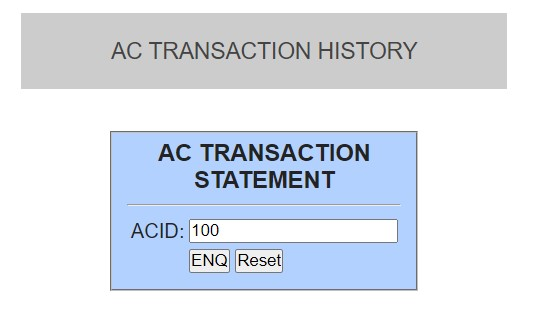 AC TRANSACTION HISTORY
AC TRANSACTION
STATEMENT
ACID: 100
ENQ Reset